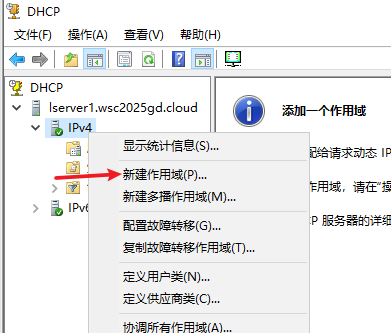 DHCP
文件(F) 操作(A) 查看(V) 帮助(H)
DHCP
lserver1.wsc2025gd.cloud
IPv4
添加一个作用域
显示统计信息(S)...
配给请求动态 IP
新建作用域(P)...
作用域，请在"操
新建多播作用域(M)...
CP 服务器的详细
配置故障转移(G)...
复制故障转移作用域(T)...
定义用户类(N)...
定义供应商类(C)...
协调所有作用域(A)...
IPv6